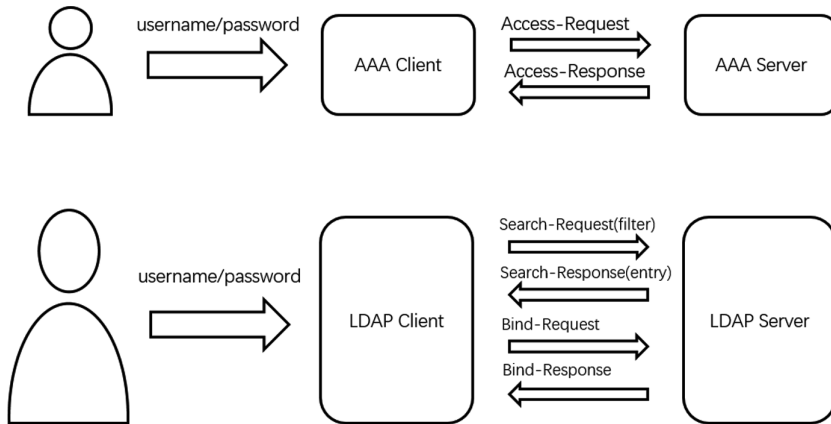 username/password
AAA Client
Access-Request
Access-Response
AAA Server
username/password
LDAP Client
Search-Request(filter)
Search-Response(entry)
Bind-Request
Bind-Response
LDAP Server